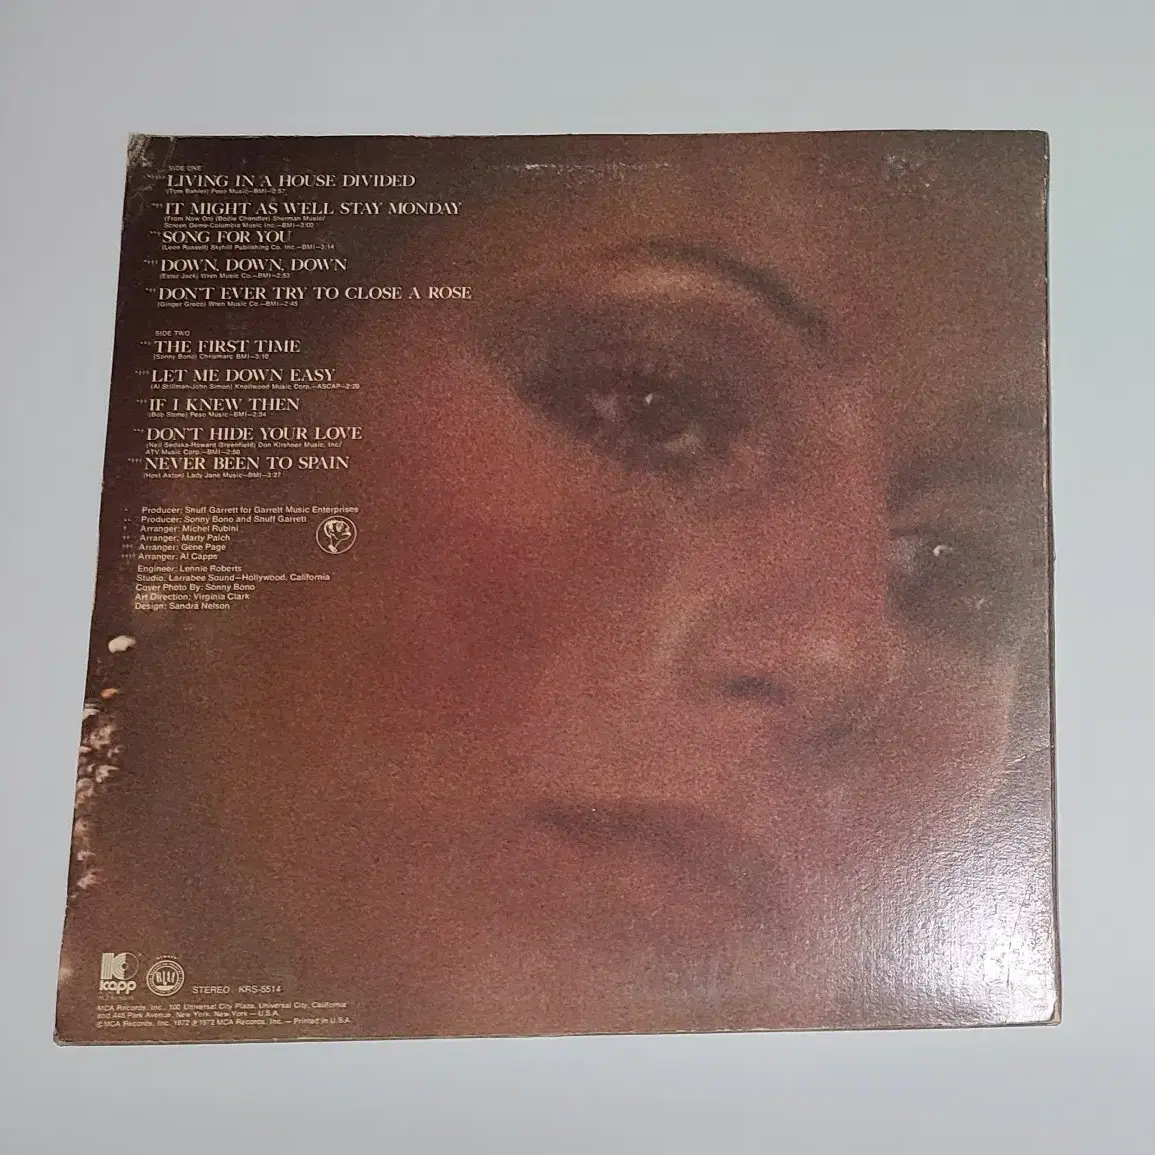 SIDE ONE
LIVING IN A HOUSE DIVIDED
(Tom Bahler) Peso Music—BMI—2:57
IT MIGHT AS WELL STAY MONDAY
(From Now On) (Bodie Chandler) Sherman Music/
Screen Gems-Columbia Music Inc.—BMI—3:00
SONG FOR YOU
(Leon Russell) Skyhill Publishing Co. Inc.—BMI—3:14
DOWN, DOWN, DOWN
(Ester Jack) Wren Music Co.—BMI—2:53
DON'T EVER TRY TO CLOSE A ROSE
(Ginger Greco) Wren Music Co.—BMI—2:45
SIDE TWO
THE FIRST TIME
(Sonny Bono) Chrismarc BMI—3:18
LET ME DOWN EASY
(Al Stillman-John Simon) Knollwood Music Corp.—ASCAP—2:29
IF I KNEW THEN
(Bob Stone) Peso Music—BMI—2:34
DON'T HIDE YOUR LOVE
(Neil Sedaka-Howard Greenfield) Don Kirshner Music, Inc/
ATV Music Corp.—BMI—2:50
NEVER BEEN TO SPAIN
(Hoyt Axton) Lady Jane Music—BMI—3:27
* Producer: Snuff Garrett for Garrett Music Enterprises
** Producer: Sonny Bono and Snuff Garrett
† Arranger: Michel Rubini
†† Arranger: Marty Paich
††† Arranger: Gene Page
†††† Arranger: Al Capps
Engineer: Lennie Roberts
Studio: Larrabee Sound—Hollywood, California
Cover Photo By: Sonny Bono
Art Direction: Virginia Clark
Design: Sandra Nelson
kapp
RIAA
STEREO KRS-5514
MCA Records, Inc., 100 Universal City Plaza, Universal City, California
and 445 Park Avenue, New York, New York — U.S.A.
©MCA Records, Inc. 1972 ℗1972 MCA Records, Inc. — Printed in U.S.A.